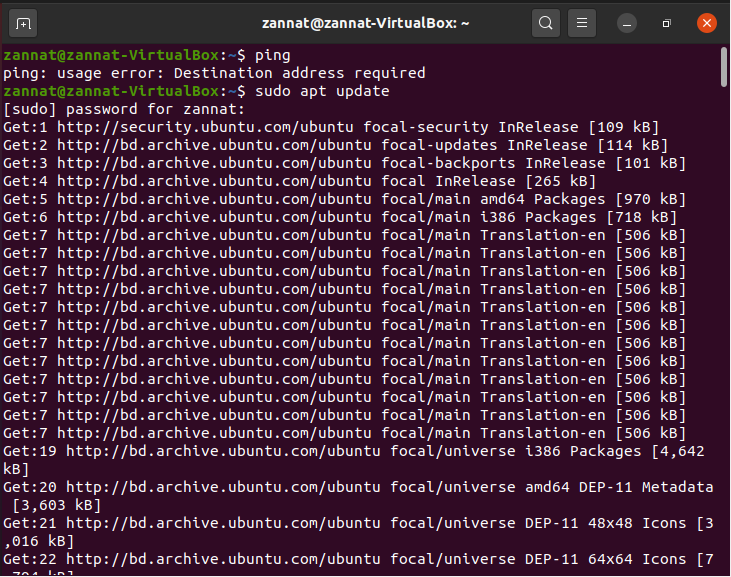 zannat@zannat-VirtualBox: ~
zannat@zannat-VirtualBox:~$ ping
ping: usage error: Destination address required
zannat@zannat-VirtualBox:~$ sudo apt update
[sudo] password for zannat:
Get:1 http://security.ubuntu.com/ubuntu focal-security InRelease [109 kB]
Get:2 http://bd.archive.ubuntu.com/ubuntu focal-updates InRelease [114 kB]
Get:3 http://bd.archive.ubuntu.com/ubuntu focal-backports InRelease [101 kB]
Get:4 http://bd.archive.ubuntu.com/ubuntu focal InRelease [265 kB]
Get:5 http://bd.archive.ubuntu.com/ubuntu focal/main amd64 Packages [970 kB]
Get:6 http://bd.archive.ubuntu.com/ubuntu focal/main i386 Packages [718 kB]
Get:7 http://bd.archive.ubuntu.com/ubuntu focal/main Translation-en [506 kB]
Get:7 http://bd.archive.ubuntu.com/ubuntu focal/main Translation-en [506 kB]
Get:7 http://bd.archive.ubuntu.com/ubuntu focal/main Translation-en [506 kB]
Get:7 http://bd.archive.ubuntu.com/ubuntu focal/main Translation-en [506 kB]
Get:7 http://bd.archive.ubuntu.com/ubuntu focal/main Translation-en [506 kB]
Get:7 http://bd.archive.ubuntu.com/ubuntu focal/main Translation-en [506 kB]
Get:7 http://bd.archive.ubuntu.com/ubuntu focal/main Translation-en [506 kB]
Get:7 http://bd.archive.ubuntu.com/ubuntu focal/main Translation-en [506 kB]
Get:7 http://bd.archive.ubuntu.com/ubuntu focal/main Translation-en [506 kB]
Get:7 http://bd.archive.ubuntu.com/ubuntu focal/main Translation-en [506 kB]
Get:7 http://bd.archive.ubuntu.com/ubuntu focal/main Translation-en [506 kB]
Get:7 http://bd.archive.ubuntu.com/ubuntu focal/main Translation-en [506 kB]
Get:19 http://bd.archive.ubuntu.com/ubuntu focal/universe i386 Packages [4,642
kB]
Get:20 http://bd.archive.ubuntu.com/ubuntu focal/universe amd64 DEP-11 Metadata
[3,603 kB]
Get:21 http://bd.archive.ubuntu.com/ubuntu focal/universe DEP-11 48x48 Icons [3
,016 kB]
Get:22 http://bd.archive.ubuntu.com/ubuntu focal/universe DEP-11 64x64 Icons [7